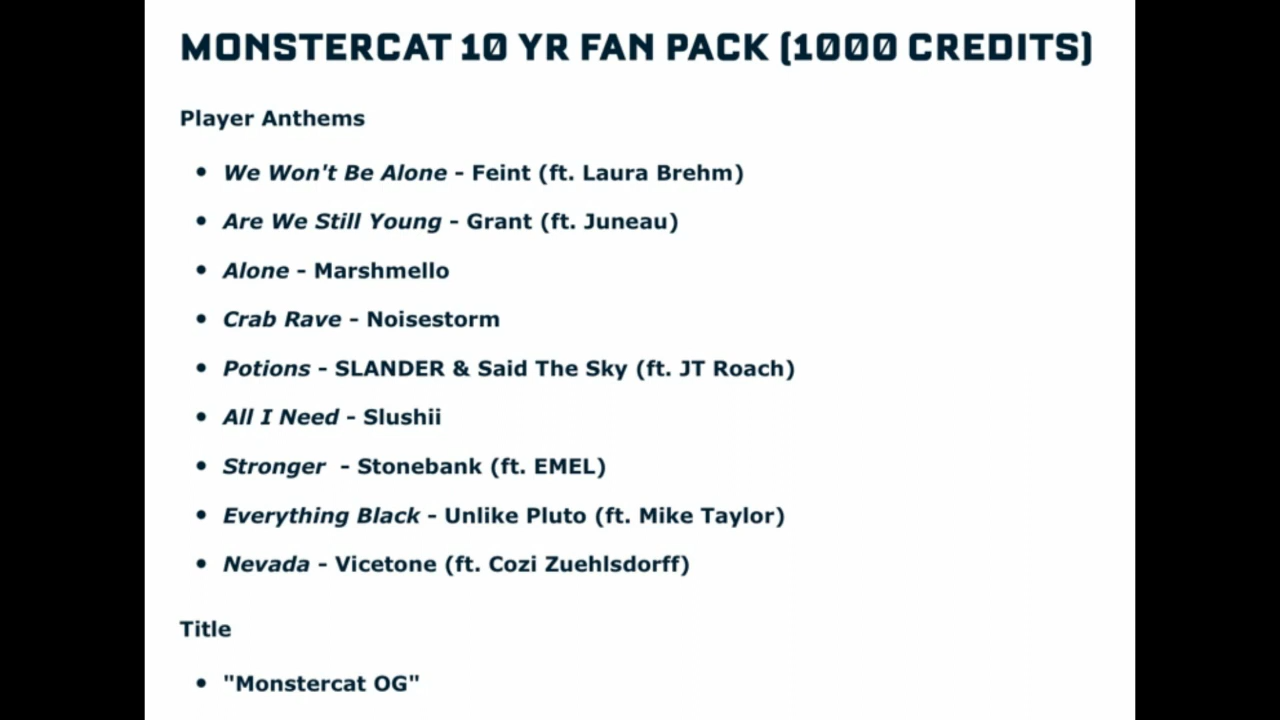 MONSTERCAT 10 YR FAN PACK (1000 CREDITS)
Player Anthems
• We Won't Be Alone - Feint (ft. Laura Brehm)
• Are We Still Young - Grant (ft. Juneau)
• Alone - Marshmello
• Crab Rave - Noisestorm
• Potions - SLANDER & Said The Sky (ft. JT Roach)
• All I Need - Slushii
• Stronger - Stonebank (ft. EMEL)
• Everything Black - Unlike Pluto (ft. Mike Taylor)
• Nevada - Vicetone (ft. Cozi Zuehlsdorff)
Title
• "Monstercat OG"